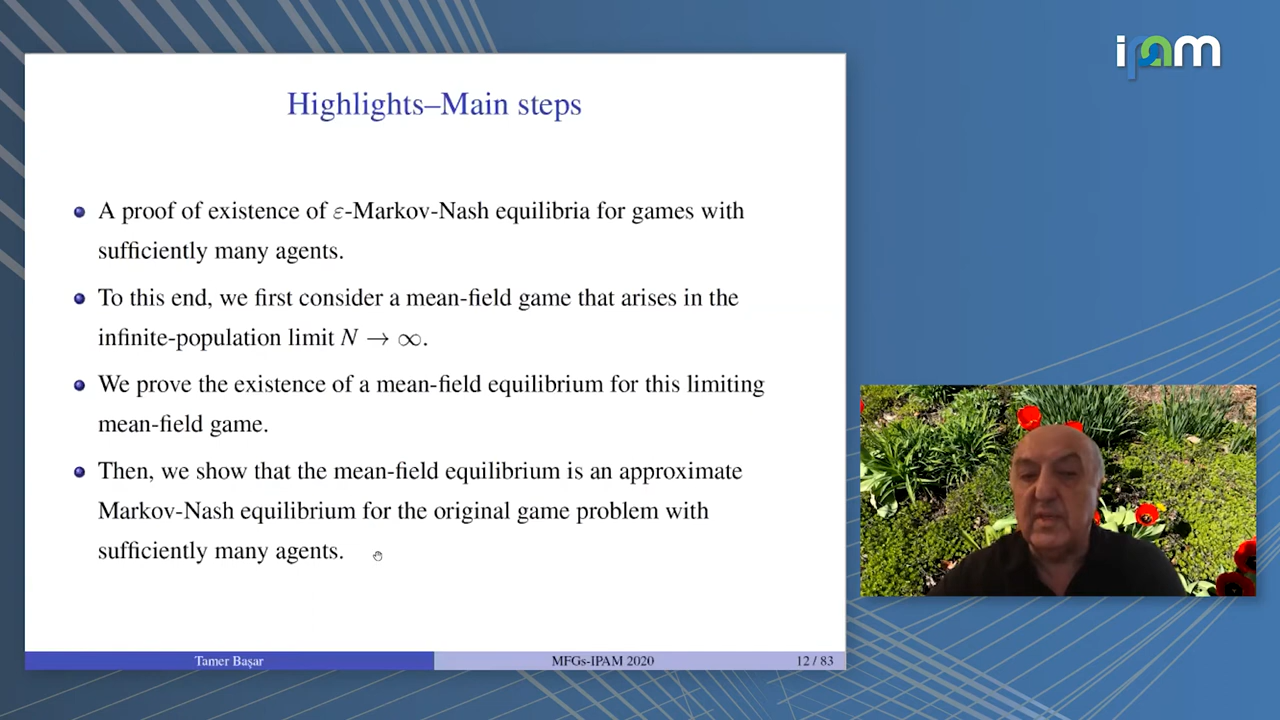 ipam
Highlights–Main steps
A proof of existence of ε-Markov-Nash equilibria for games with
sufficiently many agents.
To this end, we first consider a mean-field game that arises in the
infinite-population limit N → ∞.
We prove the existence of a mean-field equilibrium for this limiting
mean-field game.
Then, we show that the mean-field equilibrium is an approximate
Markov-Nash equilibrium for the original game problem with
sufficiently many agents.
Tamer Başar MFGs-IPAM 2020 12 / 83